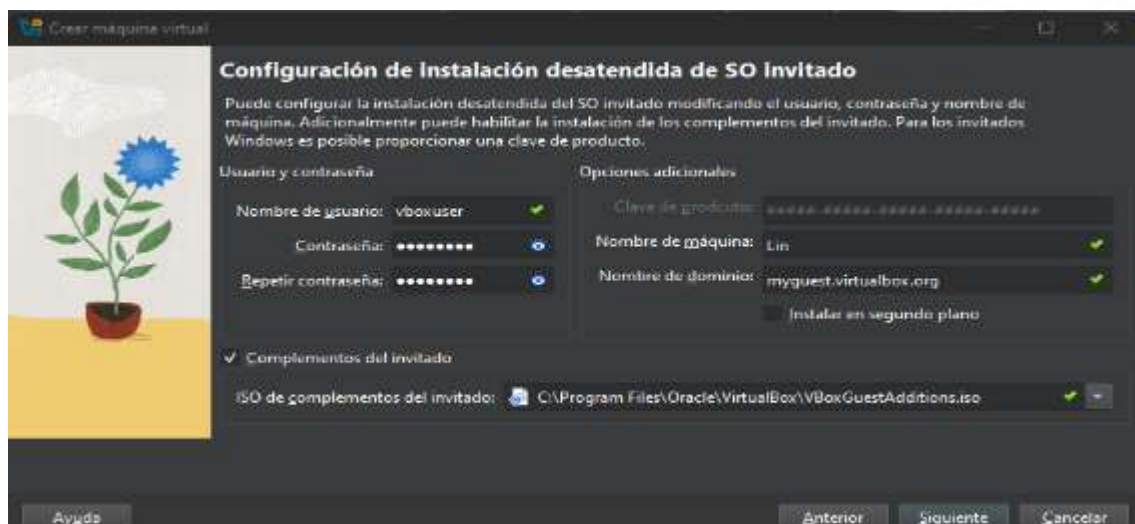 Crear máquina virtual
Configuración de instalación desatendida de SO invitado
Puede configurar la instalación desatendida del SO invitado modificando el usuario, contraseña y nombre de
máquina. Adicionalmente puede habilitar la instalación de los complementos del invitado. Para los invitados
Windows es posible proporcionar una clave de producto.
Usuario y contraseña
Nombre de usuario: vboxuser
Contraseña: ••••••••
Repetir contraseña: ••••••••
Opciones adicionales
Clave de prodcuto: #####-#####-#####-#####-#####
Nombre de máquina: Lin
Nombre de dominio: myguest.virtualbox.org
Instalar en segundo plano
Complementos del invitado
ISO de complementos del invitado: C:\Program Files\Oracle\VirtualBox\VBoxGuestAdditions.iso
Ayuda
Anterior
Siguiente
Cancelar